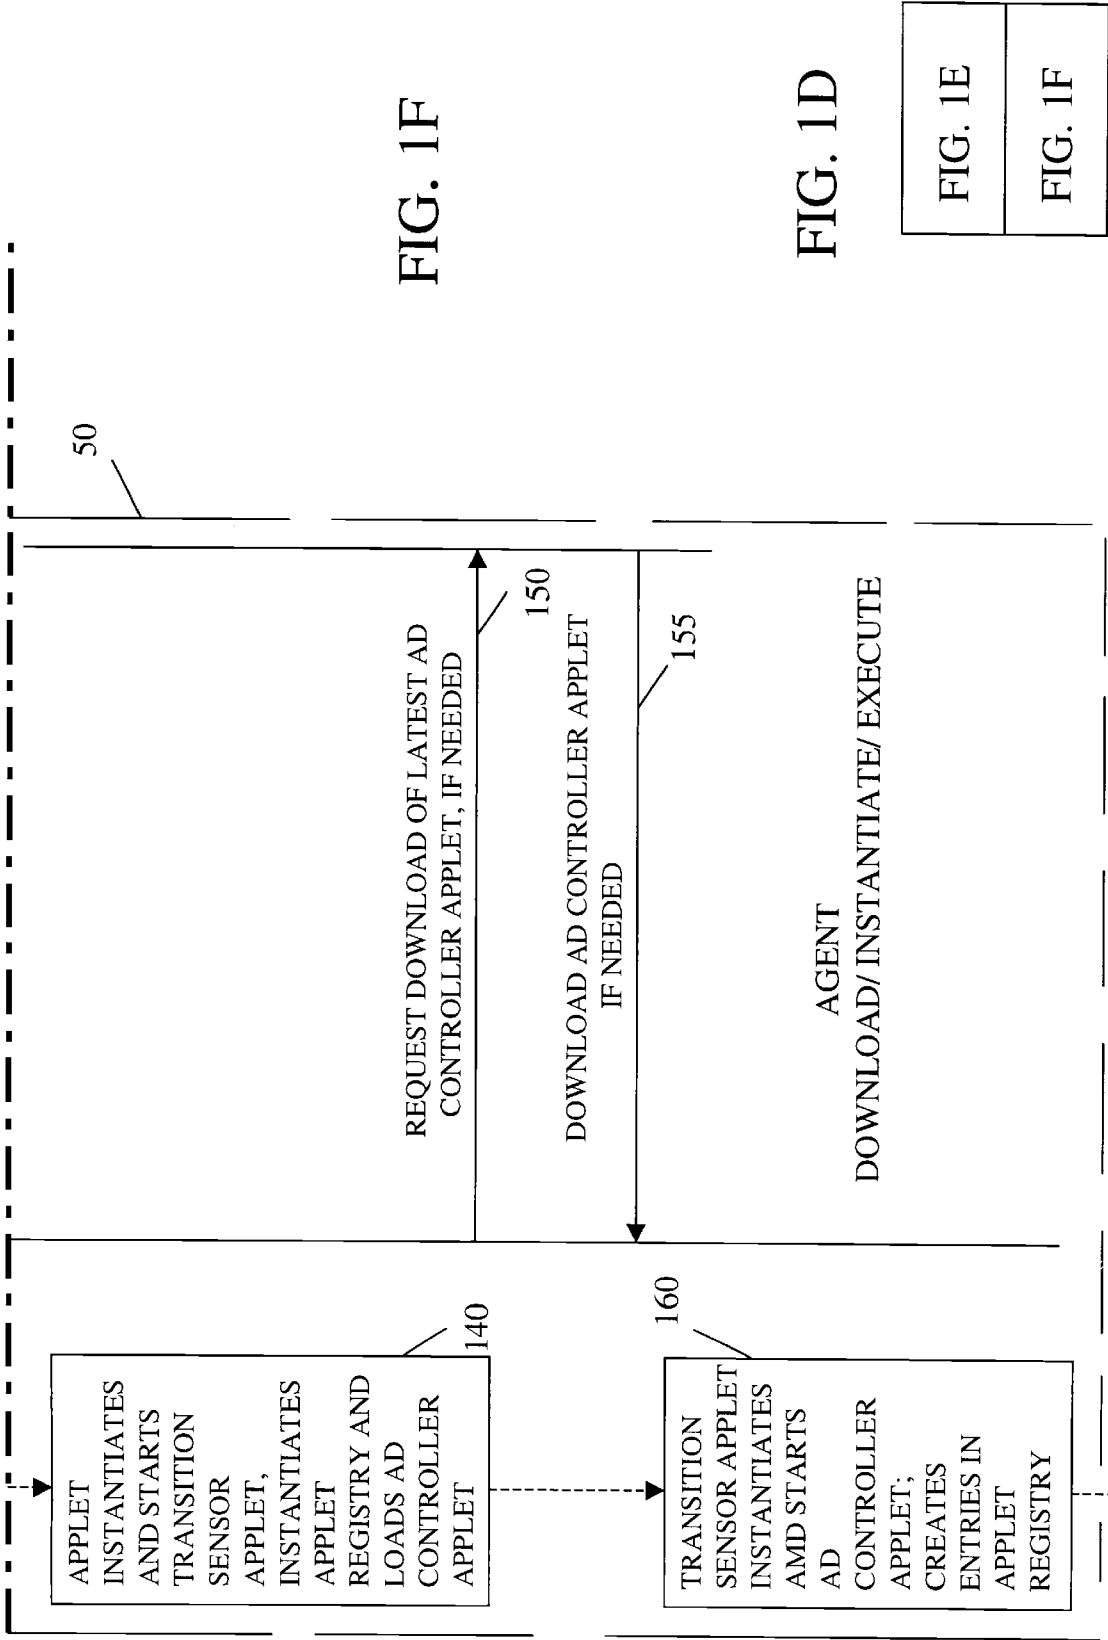 50
APPLET
INSTANTIATES
AND STARTS
TRANSITION
SENSOR
APPLET,
INSTANTIATES
APPLET
REGISTRY AND
LOADS AD
CONTROLLER
APPLET
140
REQUEST DOWNLOAD OF LATEST AD
CONTROLLER APPLET, IF NEEDED
150
DOWNLOAD AD CONTROLLER APPLET
IF NEEDED
155
TRANSITION
SENSOR APPLET
INSTANTIATES
AMD STARTS
AD
CONTROLLER
APPLET;
CREATES
ENTRIES IN
APPLET
REGISTRY
160
AGENT
DOWNLOAD/ INSTANTIATE/ EXECUTE
FIG. 1F
FIG. 1D
FIG. 1E
FIG. 1F